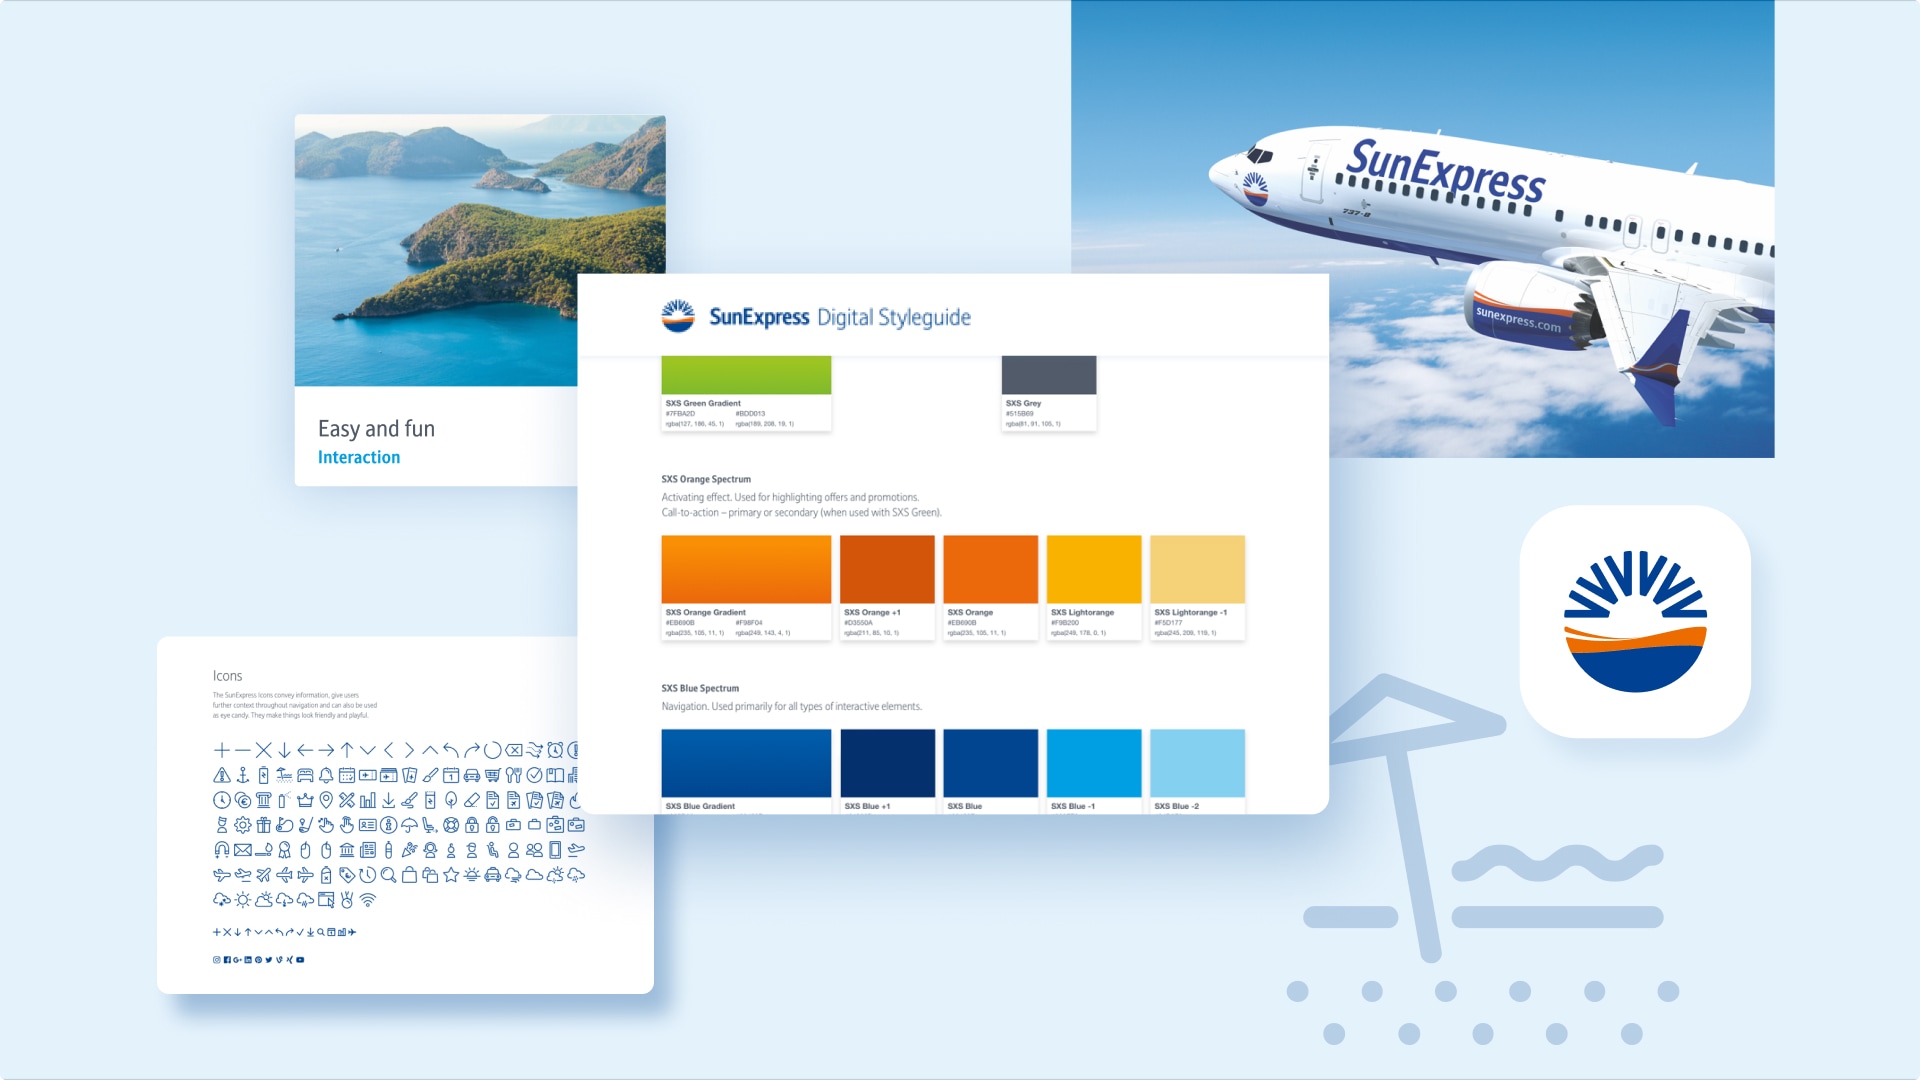 SunExpress
737-8
sunexpress.com
Easy and fun
Interaction
SunExpress Digital Styleguide
SXS Green Gradient
#7FBA2D #BDD013
rgba(127, 186, 45, 1) rgba(189, 208, 19, 1)
SXS Grey
#515B69
rgba(81, 91, 105, 1)
SXS Orange Spectrum
Activating effect. Used for highlighting offers and promotions.
Call-to-action – primary or secondary (when used with SXS Green).
SXS Orange Gradient
#EB690B #F98F04
rgba(235, 105, 11, 1) rgba(249, 143, 4, 1)
SXS Orange +1
#D3550A
rgba(211, 85, 10, 1)
SXS Orange
#EB690B
rgba(235, 105, 11, 1)
SXS Lightorange
#F9B200
rgba(249, 178, 0, 1)
SXS Lightorange -1
#F5D177
rgba(245, 209, 119, 1)
SXS Blue Spectrum
Navigation. Used primarily for all types of interactive elements.
SXS Blue Gradient
SXS Blue +1
SXS Blue
SXS Blue -1
SXS Blue -2
Icons
The SunExpress Icons convey information, give users
further context throughout navigation and can also be used
as eye candy. They make things look friendly and playful.